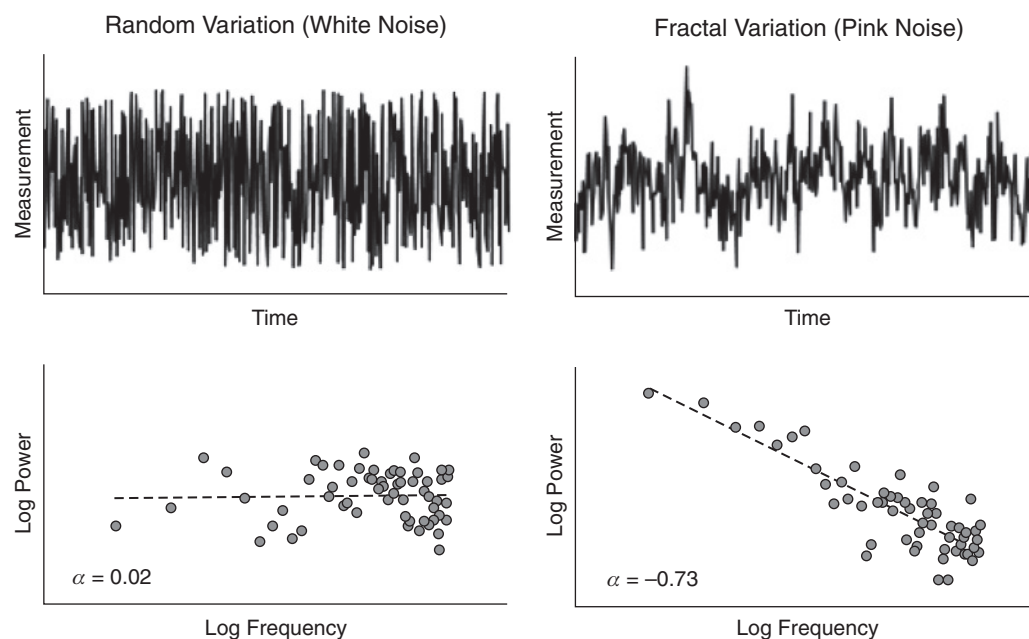 Random Variation (White Noise)
Fractal Variation (Pink Noise)
Measurement
Time
Measurement
Time
Log Power
α = 0.02
Log Frequency
Log Power
α = –0.73
Log Frequency